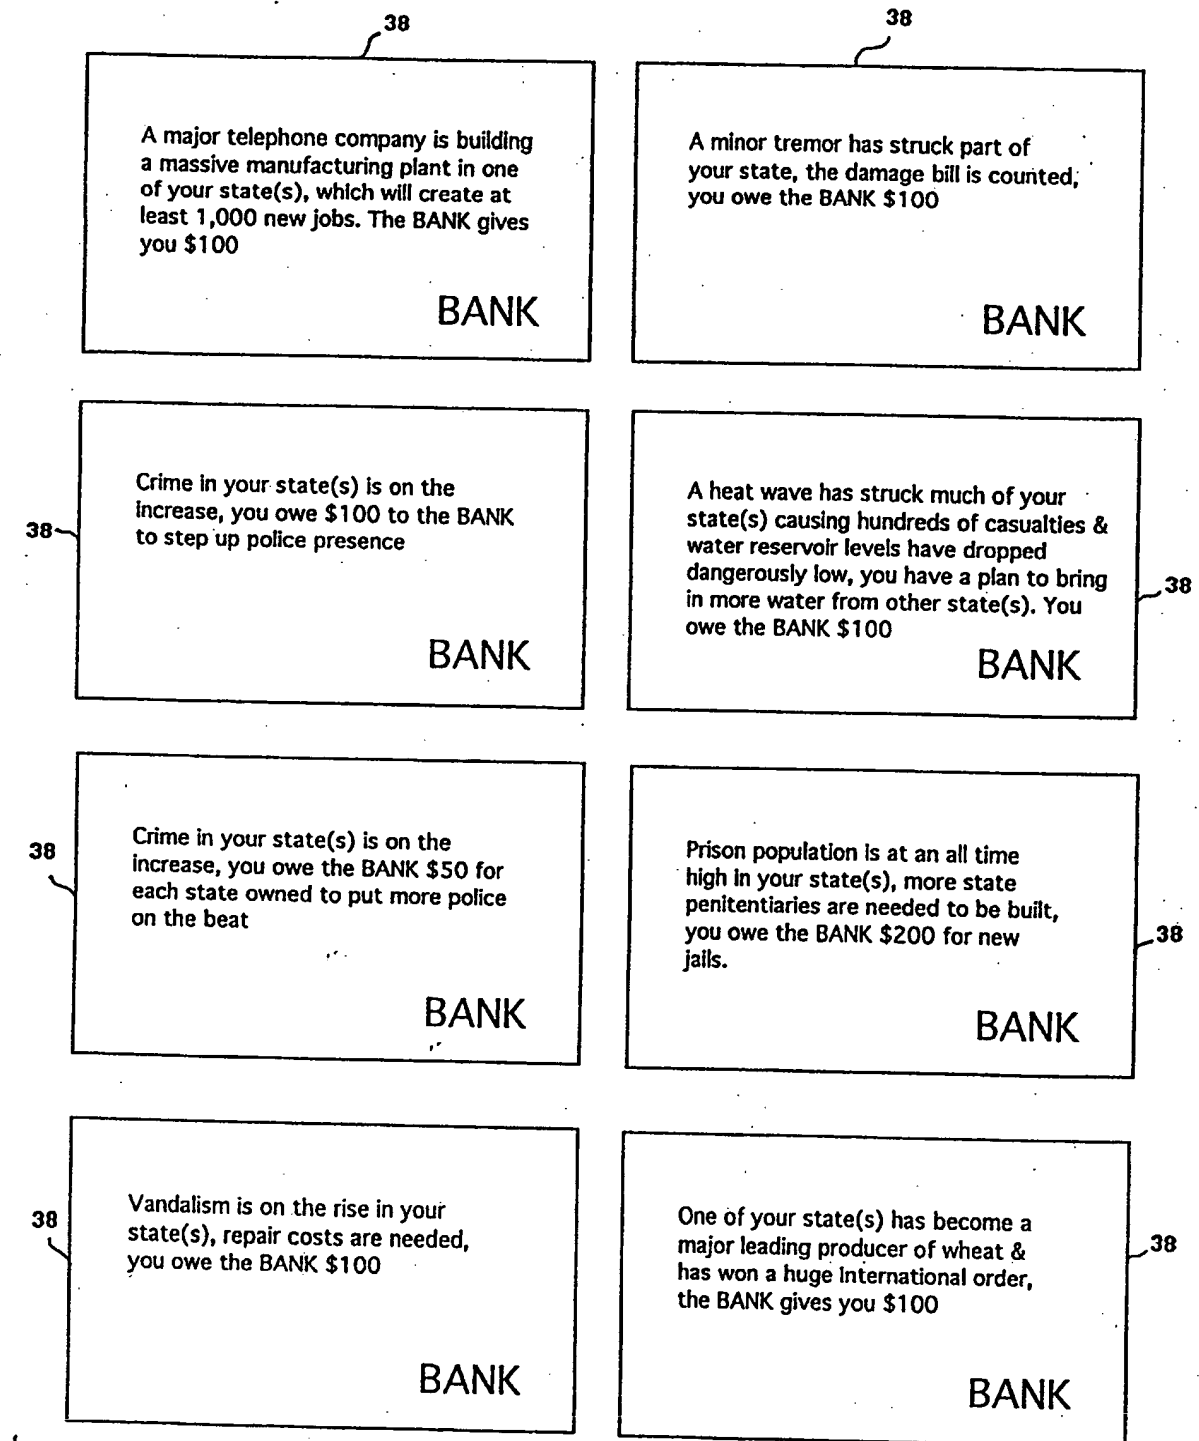 38
38
A major telephone company is building
a massive manufacturing plant in one
of your state(s), which will create at
least 1,000 new jobs. The BANK gives
you $100
BANK
A minor tremor has struck part of
your state, the damage bill is counted,
you owe the BANK $100
BANK
38
Crime in your state(s) is on the
increase, you owe $100 to the BANK
to step up police presence
BANK
A heat wave has struck much of your
state(s) causing hundreds of casualties &
water reservoir levels have dropped
dangerously low, you have a plan to bring
in more water from other state(s). You
owe the BANK $100
BANK
38
38
Crime in your state(s) is on the
increase, you owe the BANK $50 for
each state owned to put more police
on the beat
BANK
Prison population is at an all time
high in your state(s), more state
penitentiaries are needed to be built,
you owe the BANK $200 for new
jails.
BANK
38
38
Vandalism is on the rise in your
state(s), repair costs are needed,
you owe the BANK $100
BANK
One of your state(s) has become a
major leading producer of wheat &
has won a huge international order,
the BANK gives you $100
BANK
38